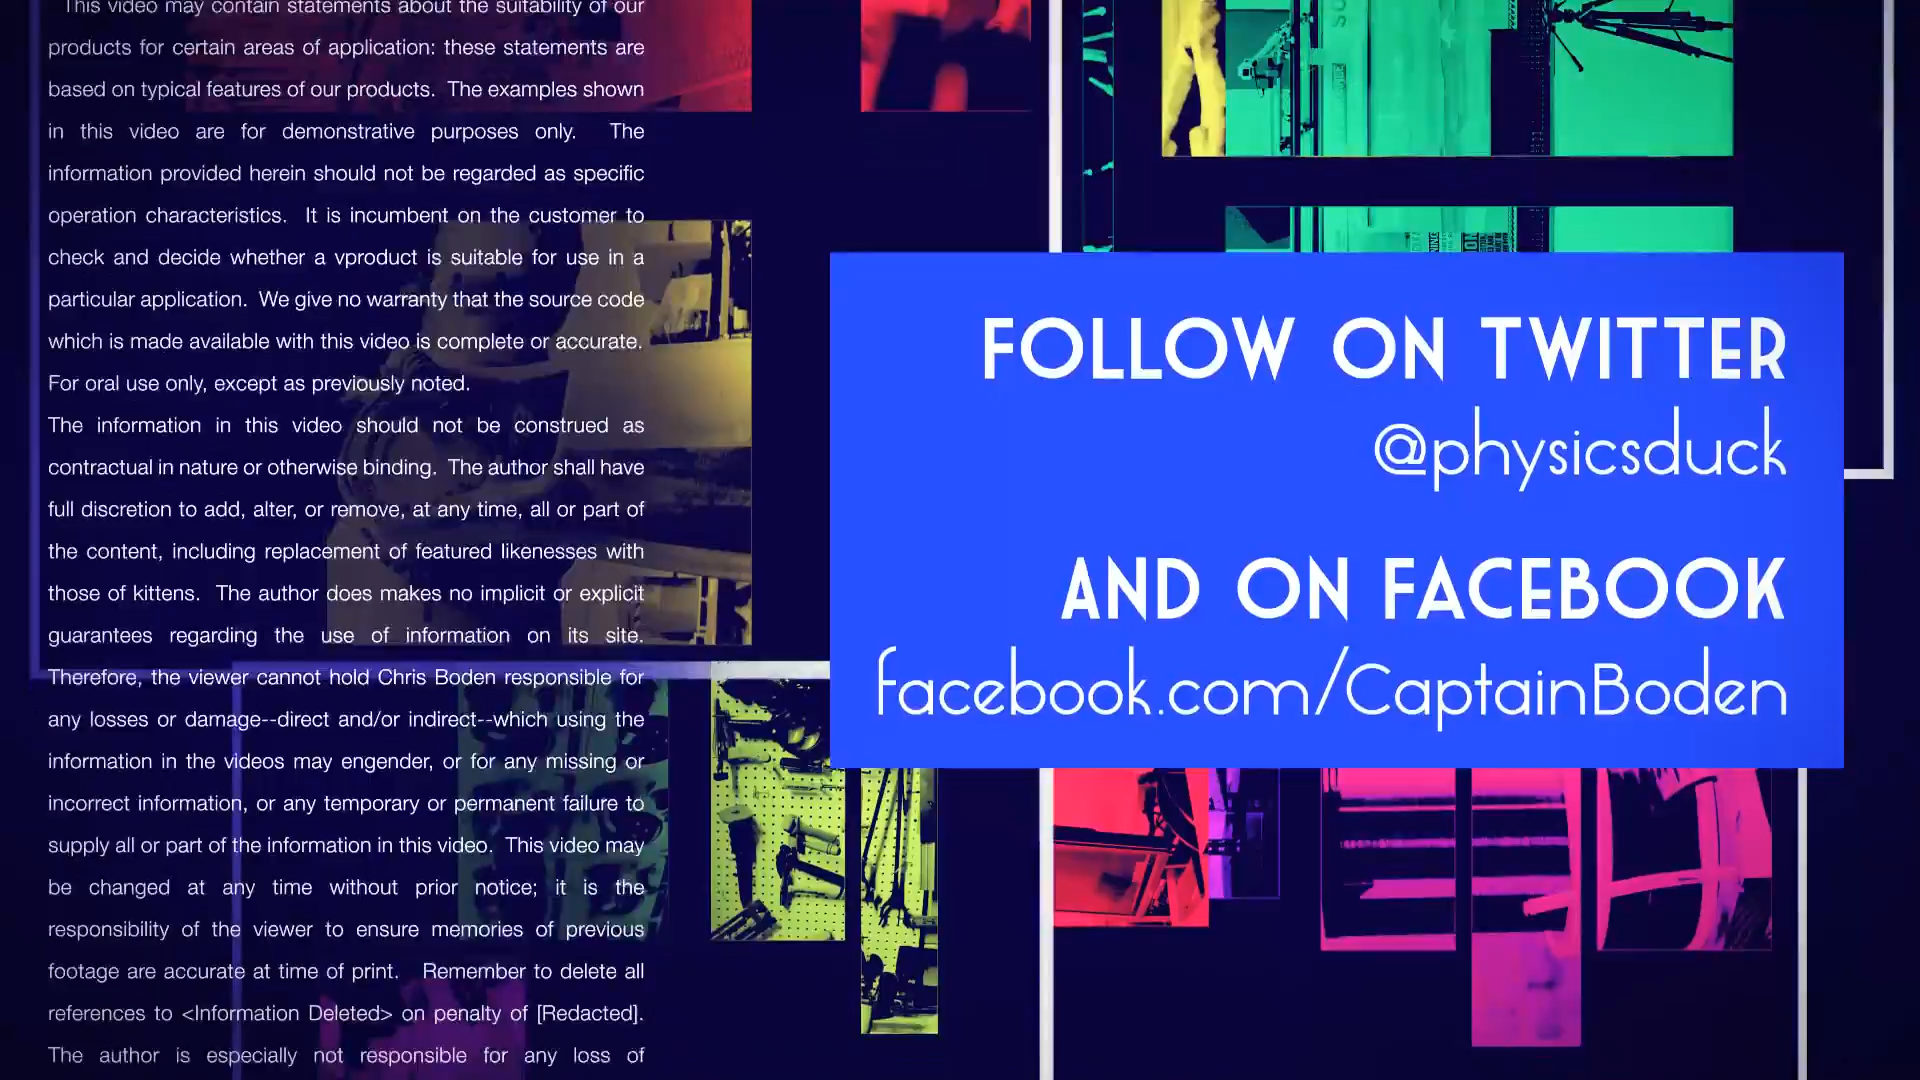 This video may contain statements about the suitability of our
products for certain areas of application: these statements are
based on typical features of our products.  The examples shown
in this video are for demonstrative purposes only.  The
information provided herein should not be regarded as specific
operation characteristics.  It is incumbent on the customer to
check and decide whether a vproduct is suitable for use in a
particular application.  We give no warranty that the source code
which is made available with this video is complete or accurate.
For oral use only, except as previously noted.
The information in this video should not be construed as
contractual in nature or otherwise binding.  The author shall have
full discretion to add, alter, or remove, at any time, all or part of
the content, including replacement of featured likenesses with
those of kittens.  The author does makes no implicit or explicit
guarantees regarding the use of information on its site.
Therefore, the viewer cannot hold Chris Boden responsible for
any losses or damage--direct and/or indirect--which using the
information in the videos may engender, or for any missing or
incorrect information, or any temporary or permanent failure to
supply all or part of the information in this video.  This video may
be changed at any time without prior notice; it is the
responsibility of the viewer to ensure memories of previous
footage are accurate at time of print.  Remember to delete all
references to <Information Deleted> on penalty of [Redacted].
The author is especially not responsible for any loss of
FOLLOW ON TWITTER
@physicsduck
AND ON FACEBOOK
facebook.com/CaptainBoden